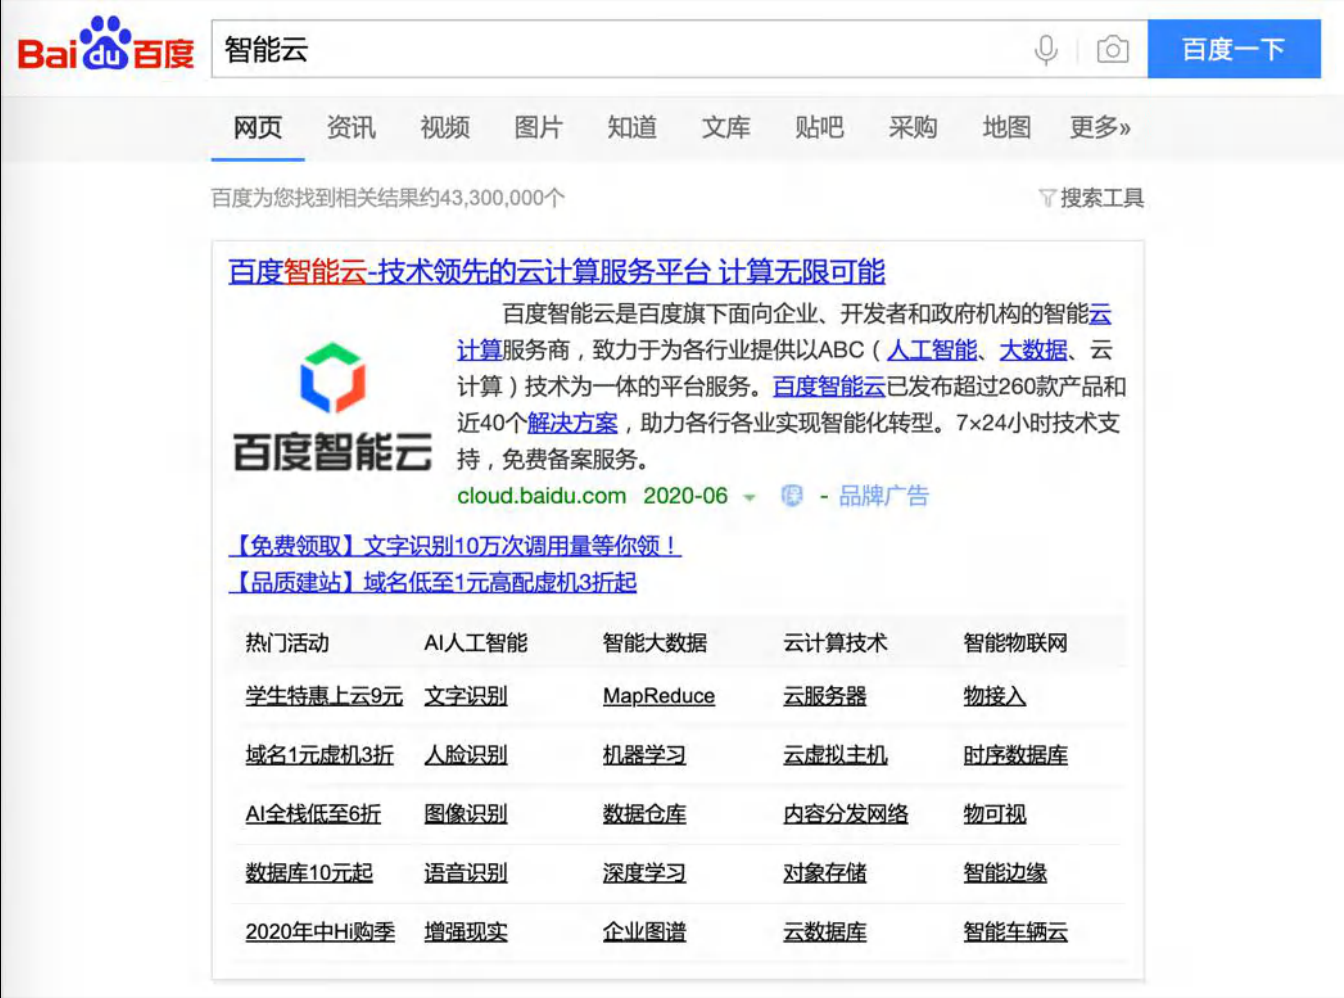 Bai du 百度
智能云
百度一下
网页 资讯 视频 图片 知道 文库 贴吧 采购 地图 更多»
百度为您找到相关结果约43,300,000个
搜索工具
百度智能云-技术领先的云计算服务平台 计算无限可能
百度智能云
百度智能云是百度旗下面向企业、开发者和政府机构的智能云
计算服务商，致力于为各行业提供以ABC（人工智能、大数据、云
计算）技术为一体的平台服务。百度智能云已发布超过260款产品和
近40个解决方案，助力各行各业实现智能化转型。7×24小时技术支
持，免费备案服务。
cloud.baidu.com 2020-06 保 - 品牌广告
【免费领取】文字识别10万次调用量等你领！
【品质建站】域名低至1元高配虚机3折起
热门活动 AI人工智能 智能大数据 云计算技术 智能物联网
学生特惠上云9元 文字识别 MapReduce 云服务器 物接入
域名1元虚机3折 人脸识别 机器学习 云虚拟主机 时序数据库
AI全栈低至6折 图像识别 数据仓库 内容分发网络 物可视
数据库10元起 语音识别 深度学习 对象存储 智能边缘
2020年中Hi购季 增强现实 企业图谱 云数据库 智能车辆云